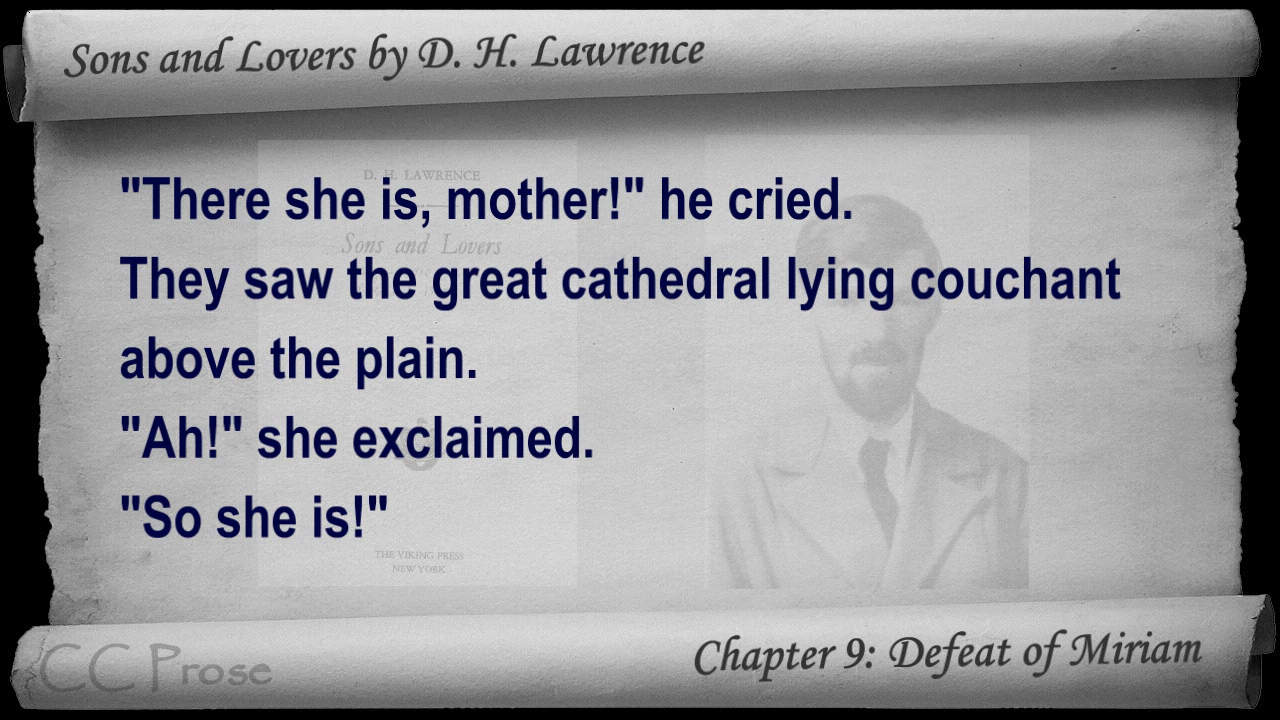 Sons and Lovers by D. H. Lawrence
D. H. LAWRENCE
"There she is, mother!" he cried.
Sons and Lovers
They saw the great cathedral lying couchant
above the plain.
"Ah!" she exclaimed.
"So she is!"
THE VIKING PRESS
NEW YORK
CC Prose
Chapter 9: Defeat of Miriam